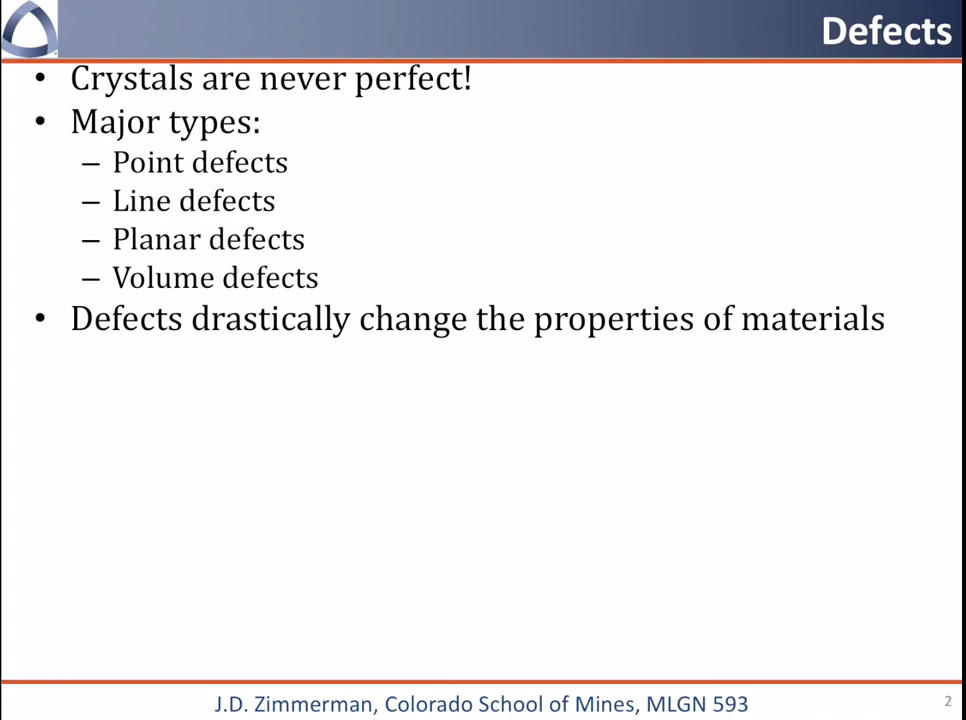 Defects
• Crystals are never perfect!
• Major types:
– Point defects
– Line defects
– Planar defects
– Volume defects
• Defects drastically change the properties of materials
J.D. Zimmerman, Colorado School of Mines, MLGN 593
2